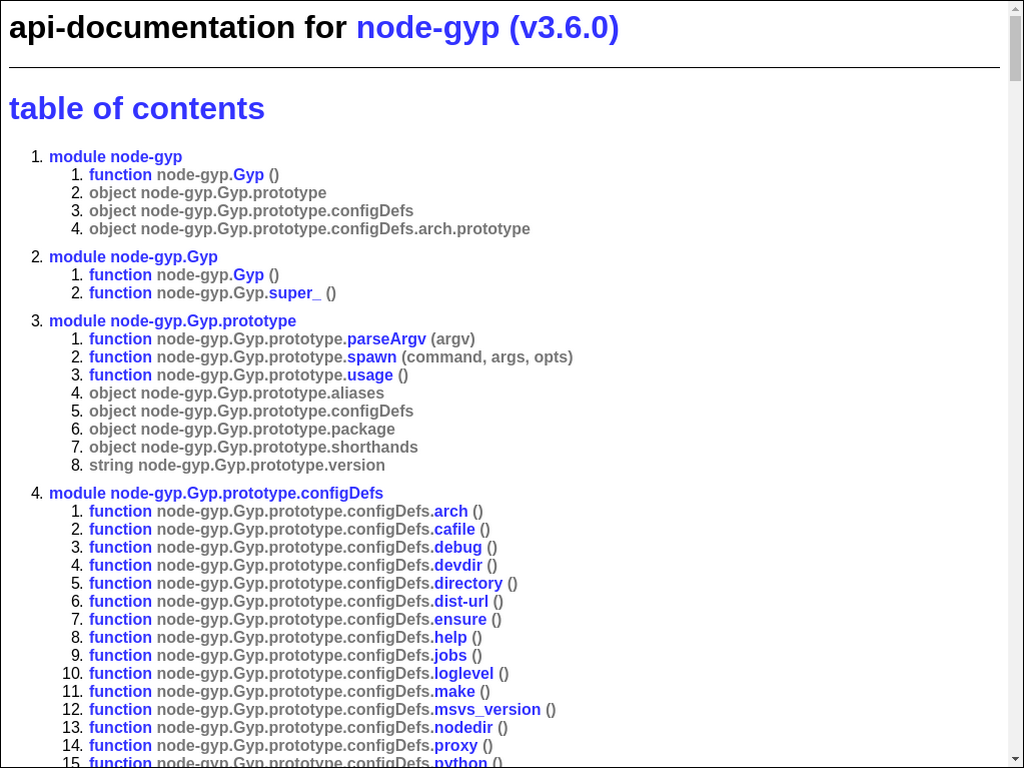 api-documentation for node-gyp (v3.6.0)
table of contents
1. module node-gyp
1. function node-gyp.Gyp ()
2. object node-gyp.Gyp.prototype
3. object node-gyp.Gyp.prototype.configDefs
4. object node-gyp.Gyp.prototype.configDefs.arch.prototype
2. module node-gyp.Gyp
1. function node-gyp.Gyp ()
2. function node-gyp.Gyp.super_ ()
3. module node-gyp.Gyp.prototype
1. function node-gyp.Gyp.prototype.parseArgv (argv)
2. function node-gyp.Gyp.prototype.spawn (command, args, opts)
3. function node-gyp.Gyp.prototype.usage ()
4. object node-gyp.Gyp.prototype.aliases
5. object node-gyp.Gyp.prototype.configDefs
6. object node-gyp.Gyp.prototype.package
7. object node-gyp.Gyp.prototype.shorthands
8. string node-gyp.Gyp.prototype.version
4. module node-gyp.Gyp.prototype.configDefs
1. function node-gyp.Gyp.prototype.configDefs.arch ()
2. function node-gyp.Gyp.prototype.configDefs.cafile ()
3. function node-gyp.Gyp.prototype.configDefs.debug ()
4. function node-gyp.Gyp.prototype.configDefs.devdir ()
5. function node-gyp.Gyp.prototype.configDefs.directory ()
6. function node-gyp.Gyp.prototype.configDefs.dist-url ()
7. function node-gyp.Gyp.prototype.configDefs.ensure ()
8. function node-gyp.Gyp.prototype.configDefs.help ()
9. function node-gyp.Gyp.prototype.configDefs.jobs ()
10. function node-gyp.Gyp.prototype.configDefs.loglevel ()
11. function node-gyp.Gyp.prototype.configDefs.make ()
12. function node-gyp.Gyp.prototype.configDefs.msvs_version ()
13. function node-gyp.Gyp.prototype.configDefs.nodedir ()
14. function node-gyp.Gyp.prototype.configDefs.proxy ()
15. function node-gyp.Gyp.prototype.configDefs.python ()